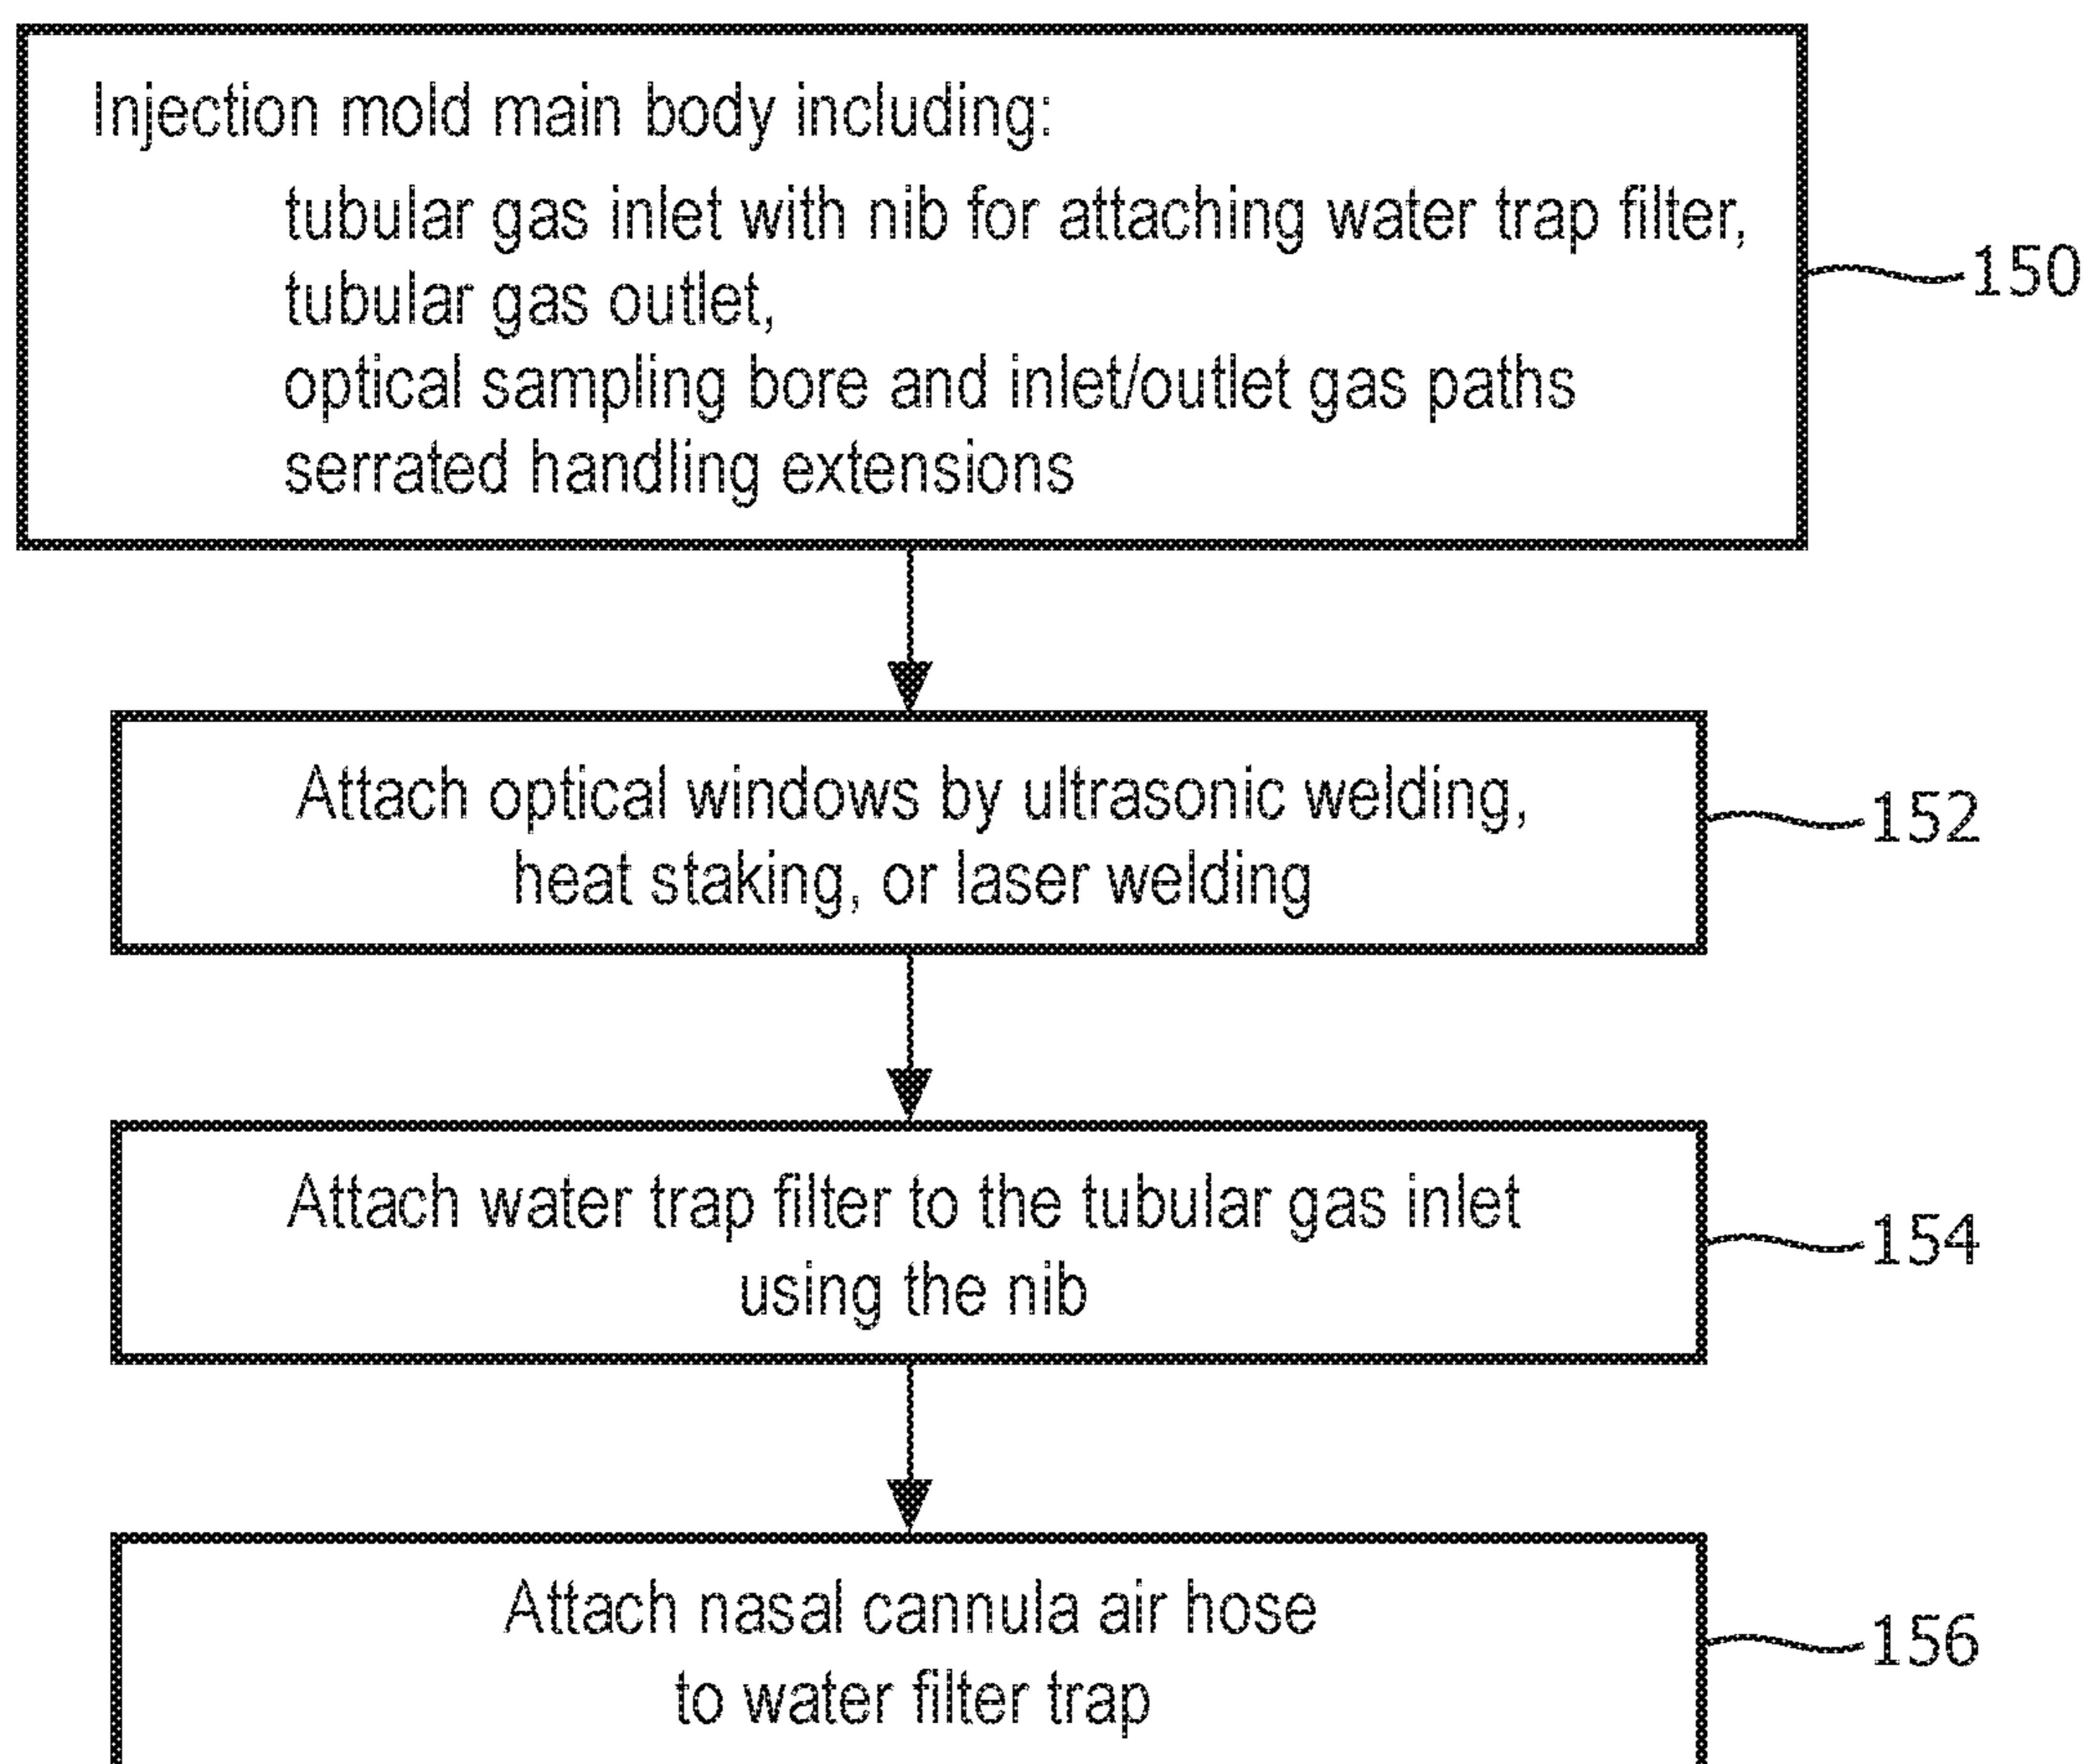 Injection mold main body including:
tubular gas inlet with nib for attaching water trap filter,
tubular gas outlet,
optical sampling bore and inlet/outlet gas paths
serrated handling extensions
150
Attach optical windows by ultrasonic welding,
heat staking, or laser welding
152
Attach water trap filter to the tubular gas inlet
using the nib
154
Attach nasal cannula air hose
to water filter trap
156